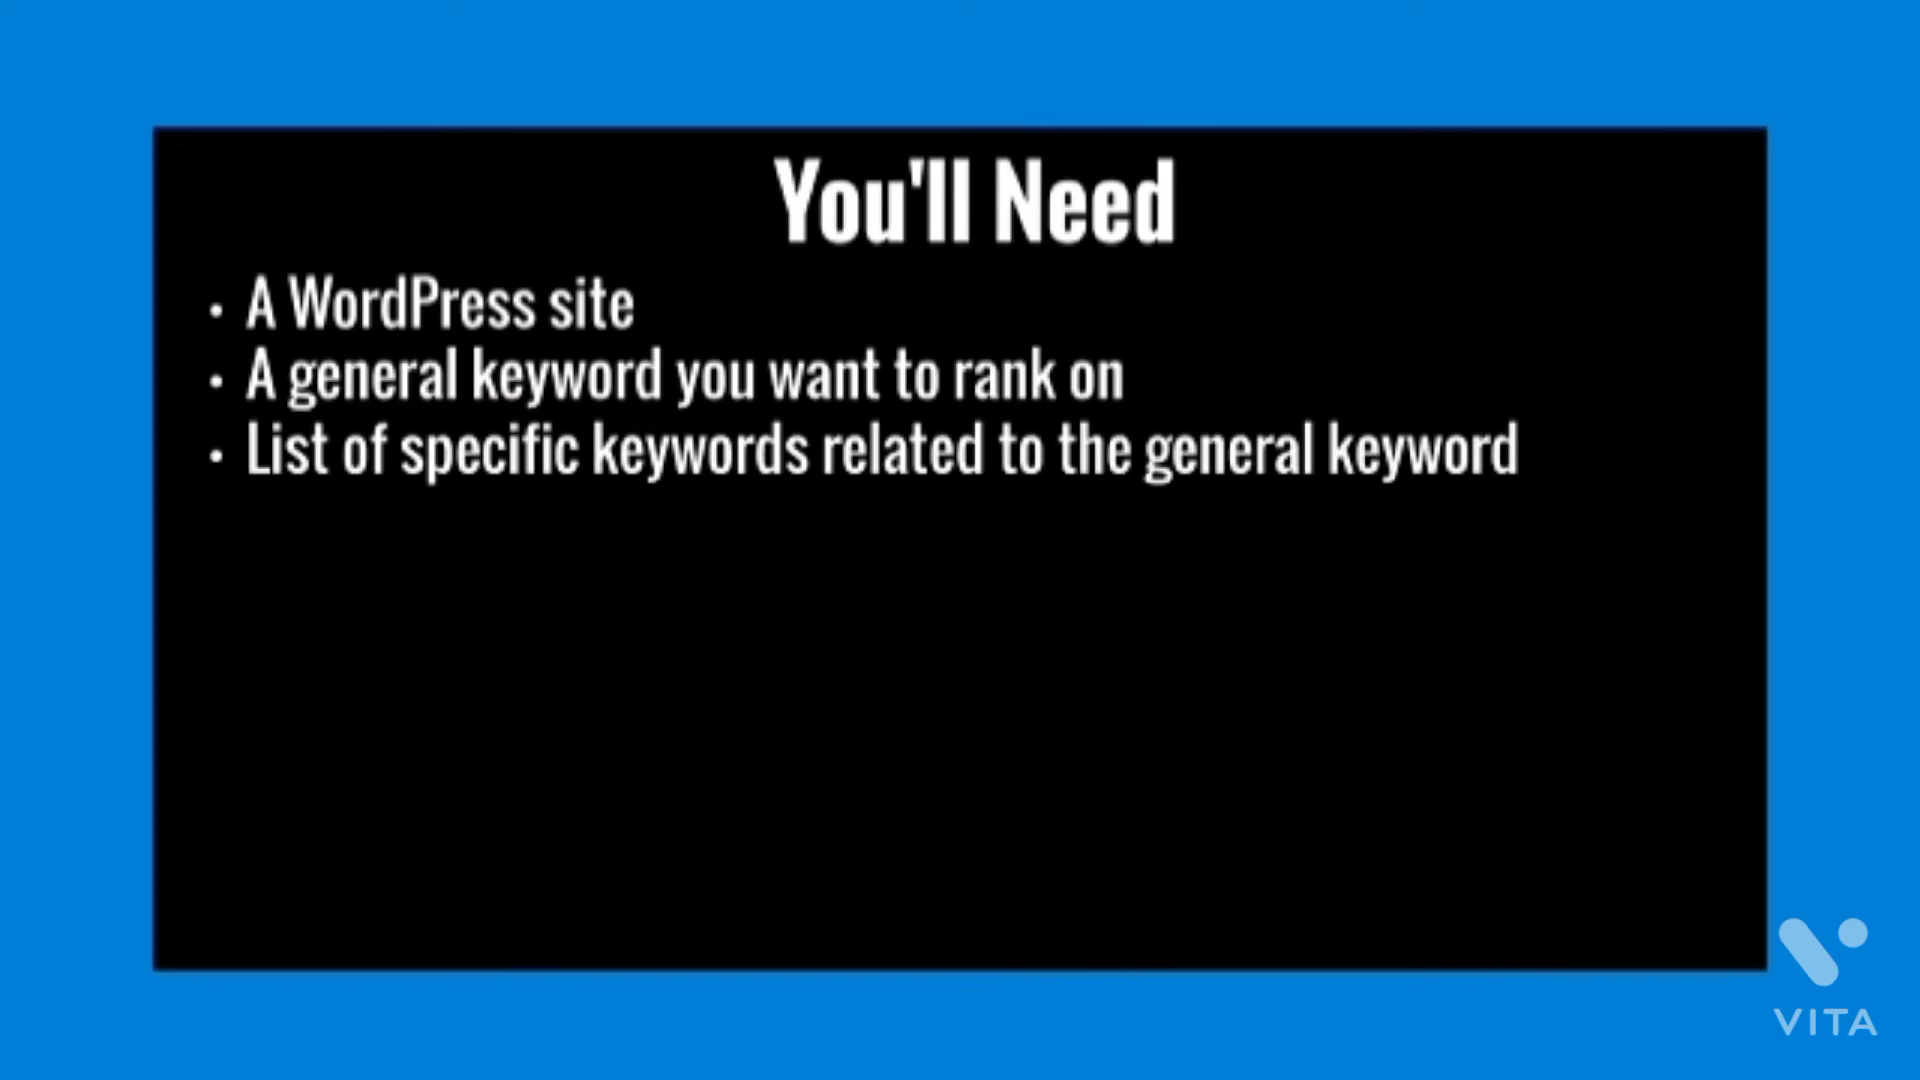 You'll Need
• A WordPress site
• A general keyword you want to rank on
• List of specific keywords related to the general keyword
VITA